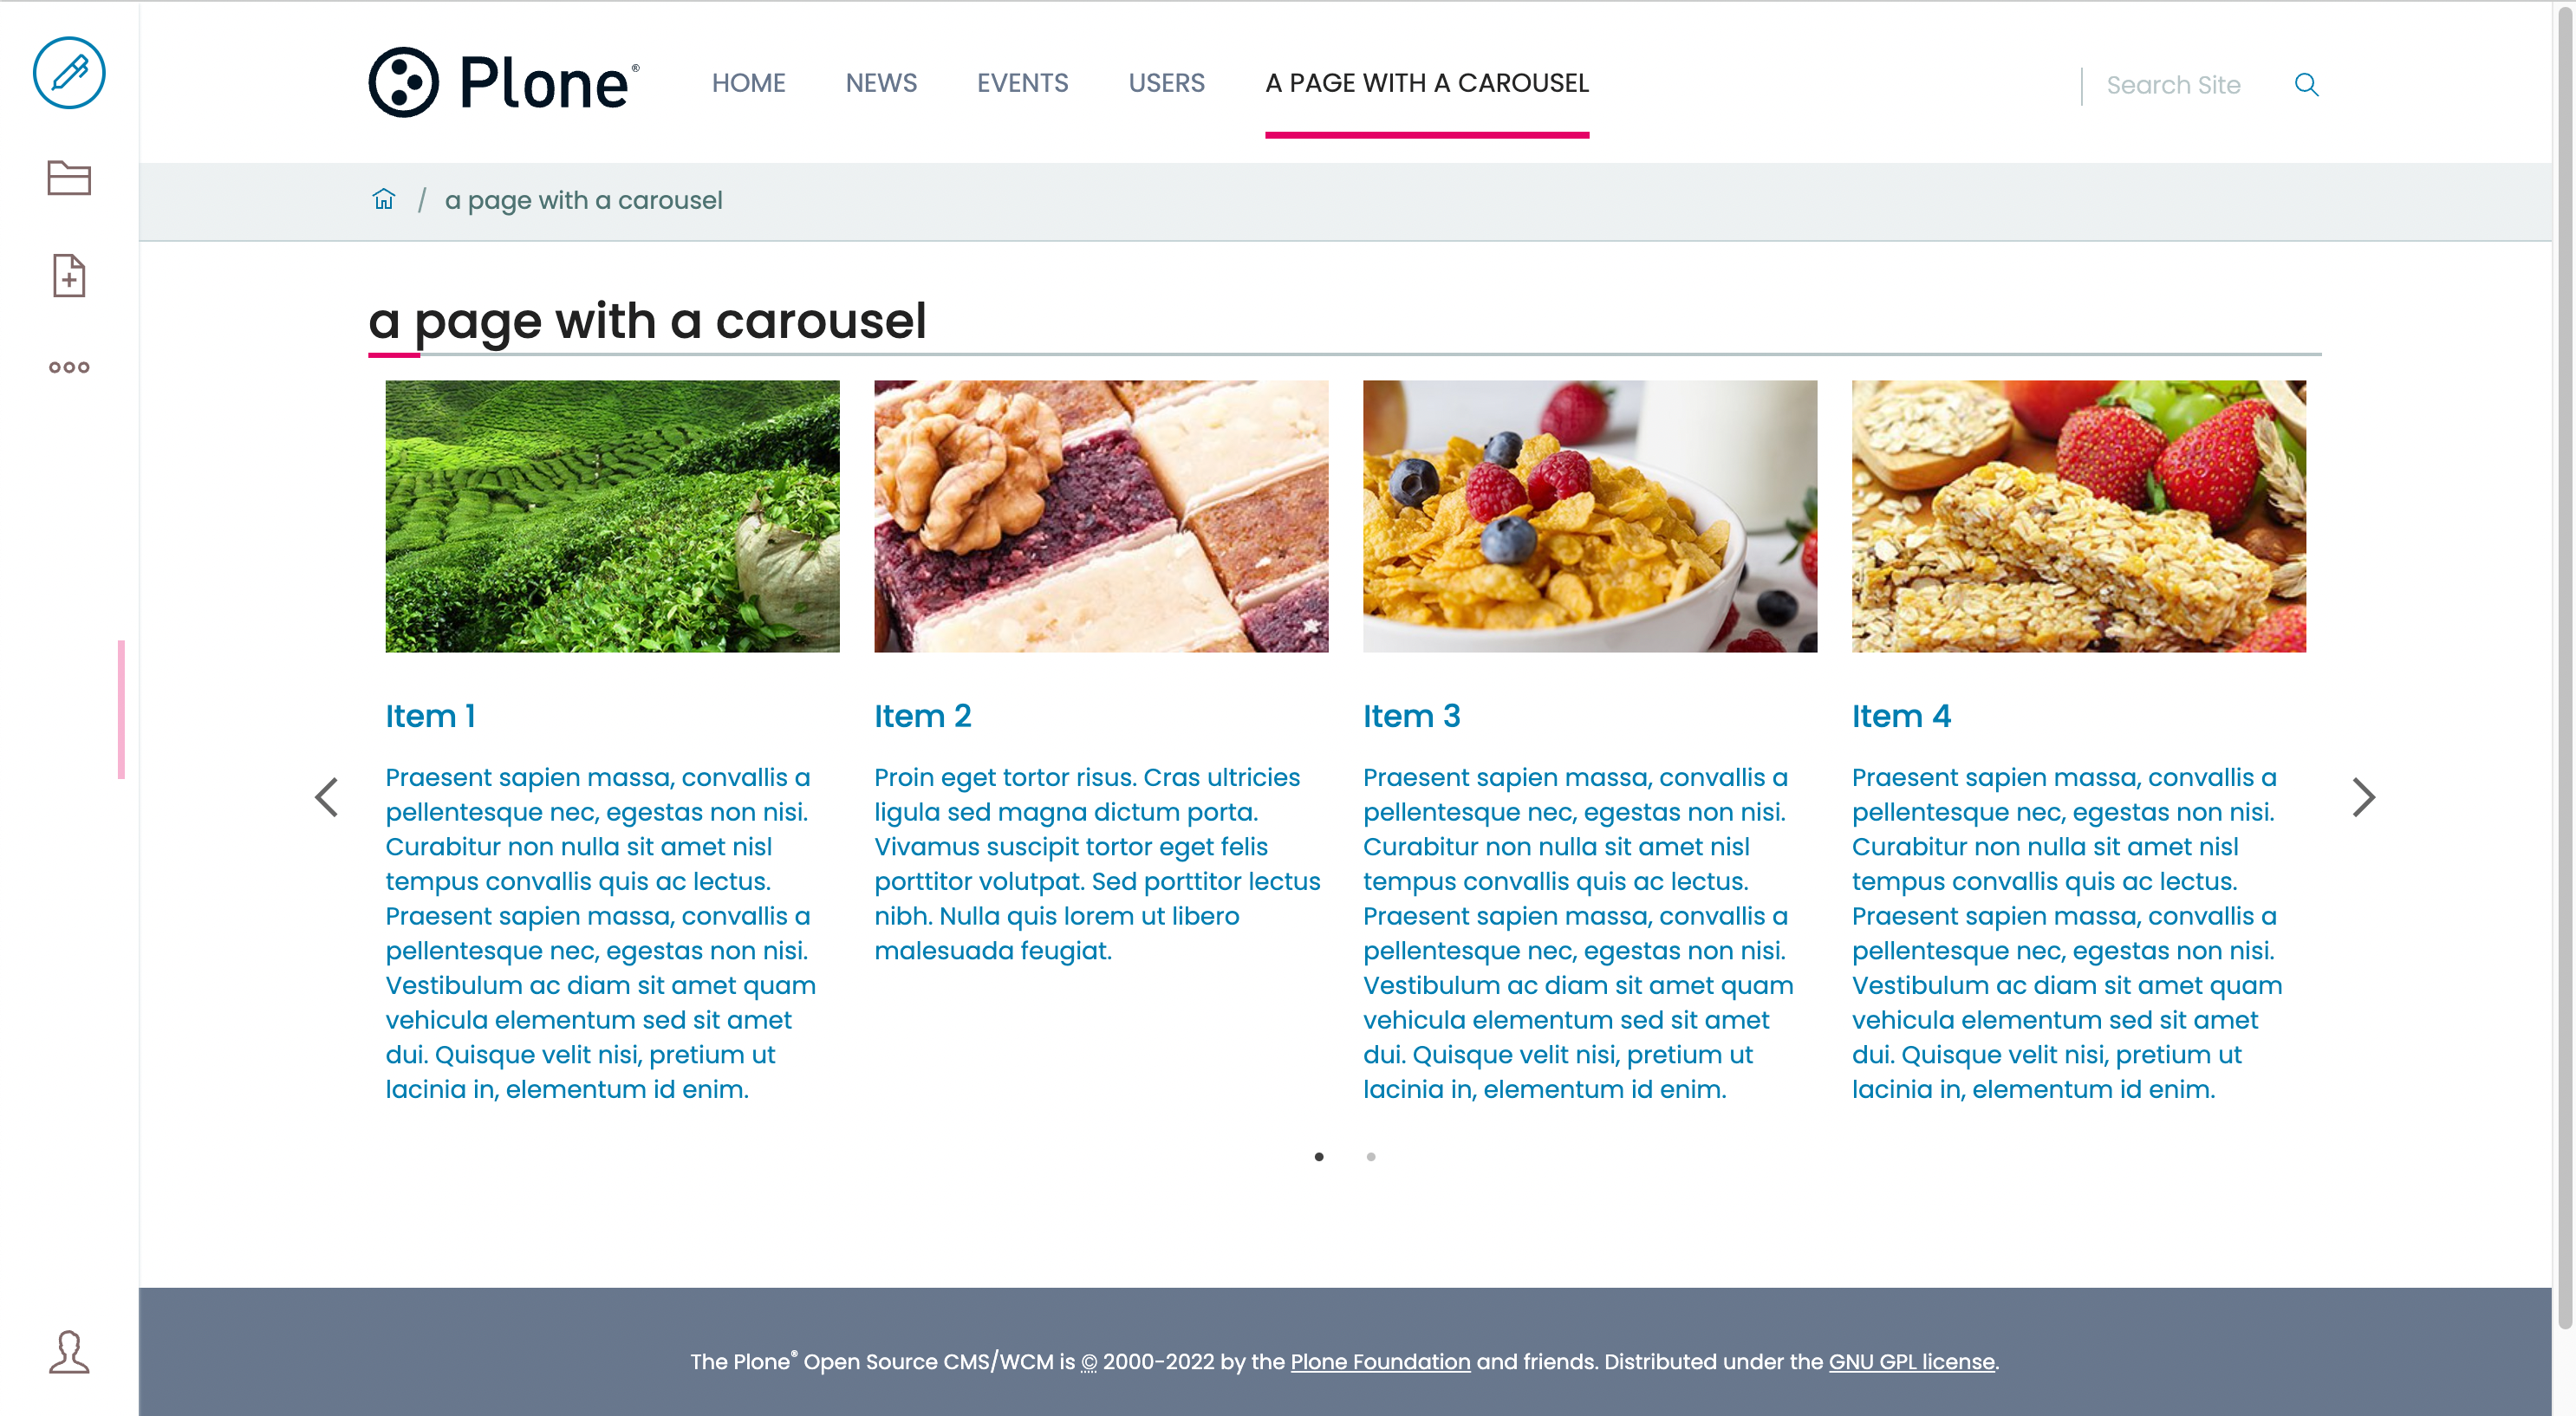 Plone®
HOME NEWS EVENTS USERS A PAGE WITH A CAROUSEL
Search Site
/ a page with a carousel
a page with a carousel
Item 1
Praesent sapien massa, convallis a
pellentesque nec, egestas non nisi.
Curabitur non nulla sit amet nisl
tempus convallis quis ac lectus.
Praesent sapien massa, convallis a
pellentesque nec, egestas non nisi.
Vestibulum ac diam sit amet quam
vehicula elementum sed sit amet
dui. Quisque velit nisi, pretium ut
lacinia in, elementum id enim.
Item 2
Proin eget tortor risus. Cras ultricies
ligula sed magna dictum porta.
Vivamus suscipit tortor eget felis
porttitor volutpat. Sed porttitor lectus
nibh. Nulla quis lorem ut libero
malesuada feugiat.
Item 3
Praesent sapien massa, convallis a
pellentesque nec, egestas non nisi.
Curabitur non nulla sit amet nisl
tempus convallis quis ac lectus.
Praesent sapien massa, convallis a
pellentesque nec, egestas non nisi.
Vestibulum ac diam sit amet quam
vehicula elementum sed sit amet
dui. Quisque velit nisi, pretium ut
lacinia in, elementum id enim.
Item 4
Praesent sapien massa, convallis a
pellentesque nec, egestas non nisi.
Curabitur non nulla sit amet nisl
tempus convallis quis ac lectus.
Praesent sapien massa, convallis a
pellentesque nec, egestas non nisi.
Vestibulum ac diam sit amet quam
vehicula elementum sed sit amet
dui. Quisque velit nisi, pretium ut
lacinia in, elementum id enim.
The Plone® Open Source CMS/WCM is © 2000-2022 by the Plone Foundation and friends. Distributed under the GNU GPL license.